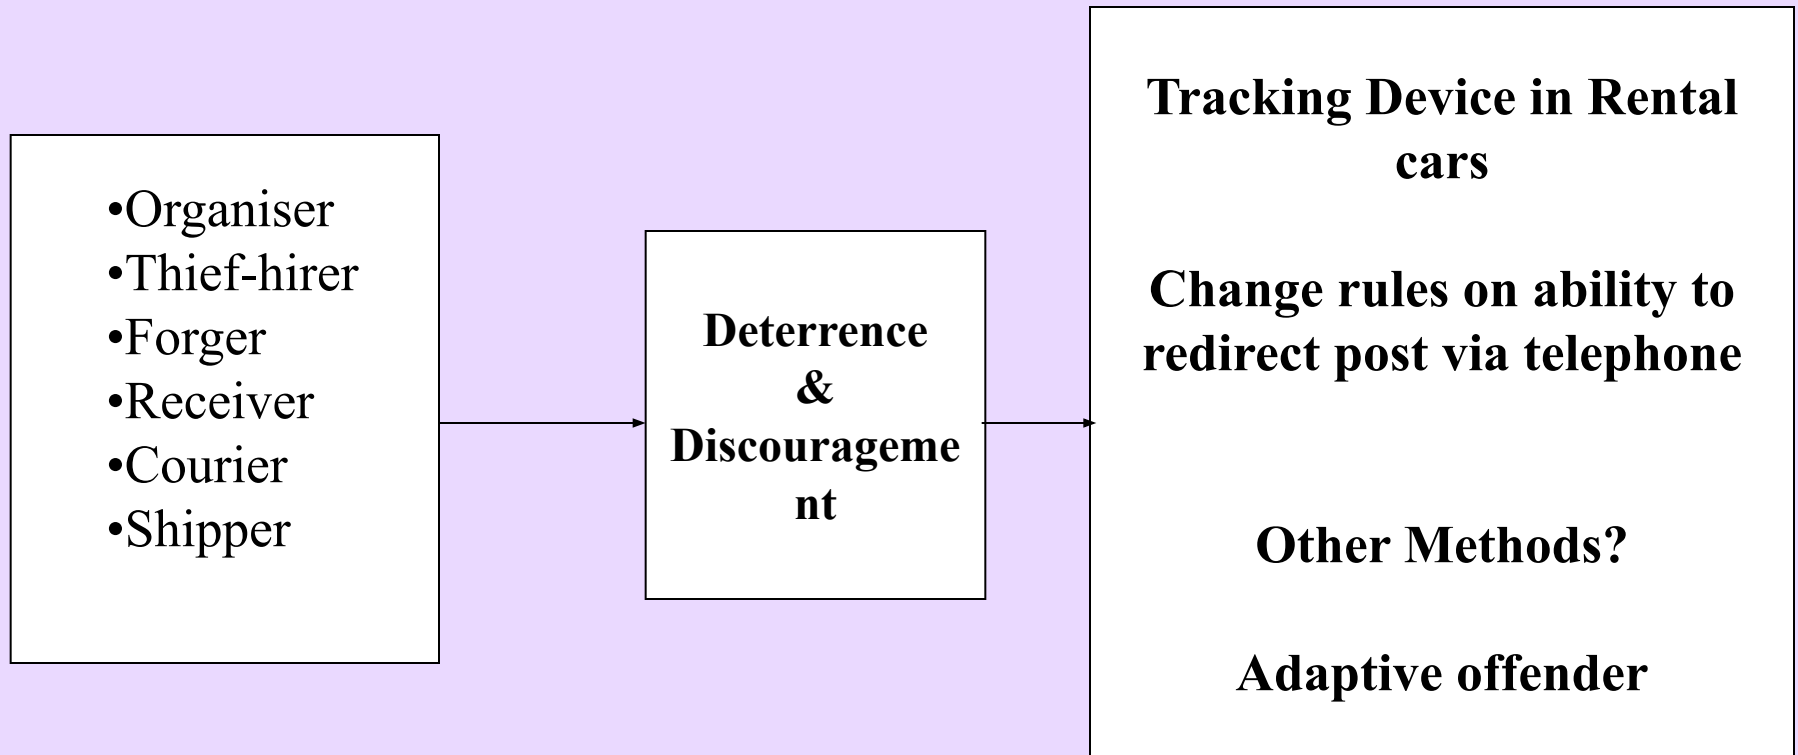 •Organiser
•Thief-hirer
•Forger
•Receiver
•Courier
•Shipper
Deterrence
&
Discourageme
nt
Tracking Device in Rental
cars
Change rules on ability to
redirect post via telephone
Other Methods?
Adaptive offender